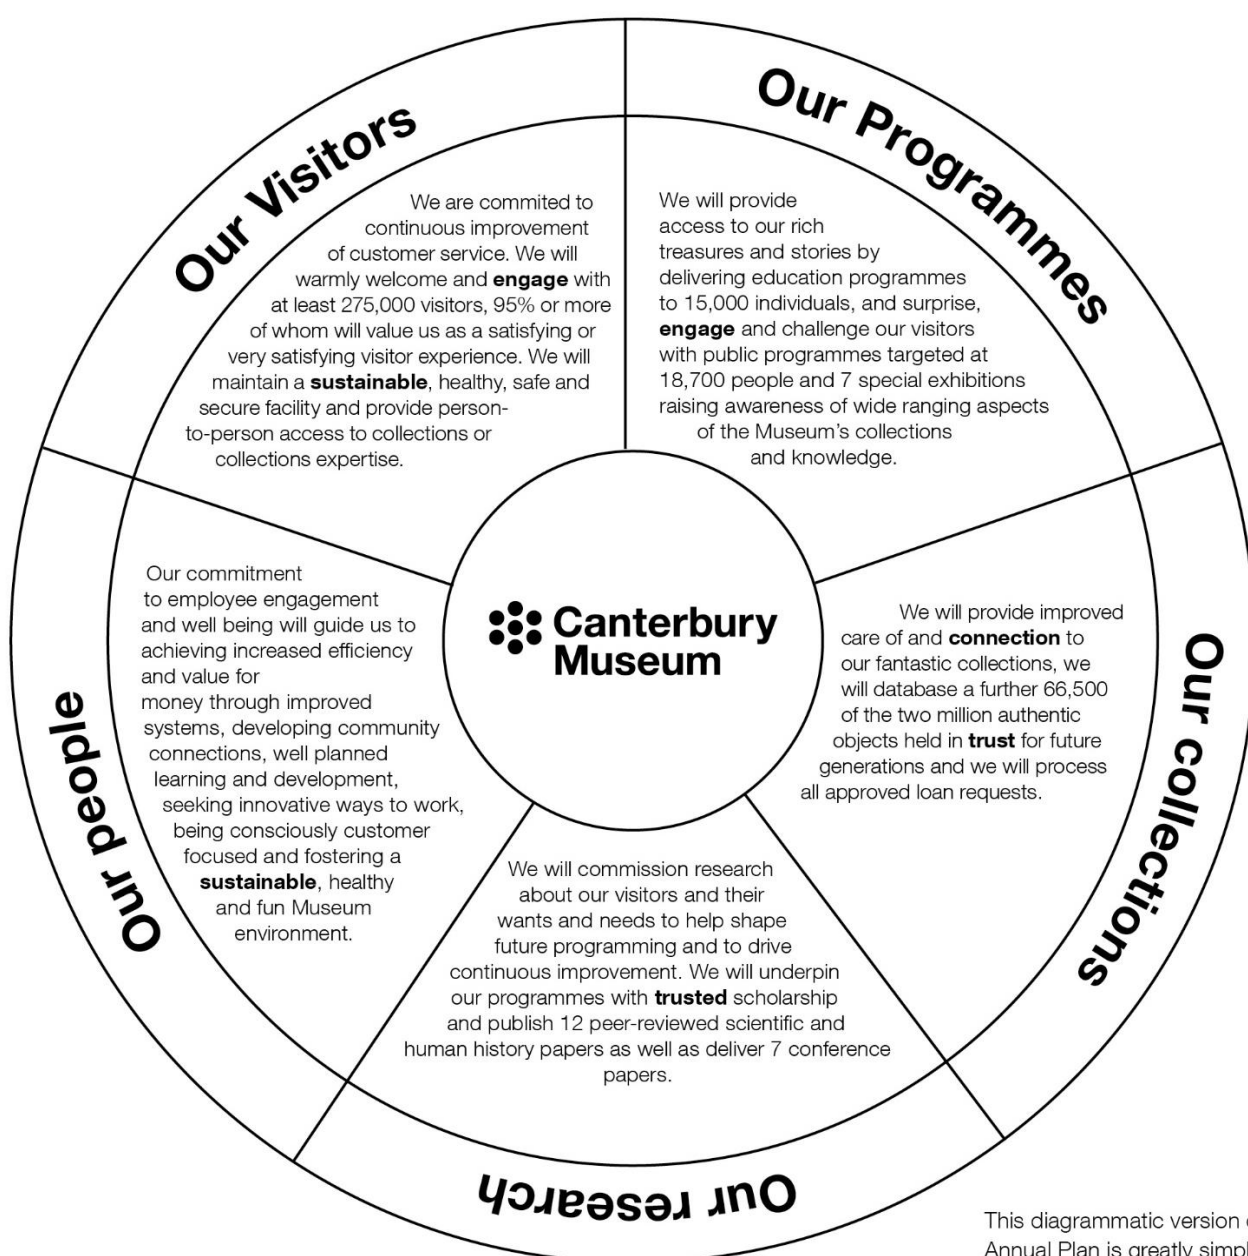 Our Visitors
We are commited to
continuous improvement
of customer service. We will
warmly welcome and engage with
at least 275,000 visitors, 95% or more
of whom will value us as a satisfying or
very satisfying visitor experience. We will
maintain a sustainable, healthy, safe and
secure facility and provide person-
to-person access to collections or
collections expertise.
Our Programmes
We will provide
access to our rich
treasures and stories by
delivering education programmes
to 15,000 individuals, and surprise,
engage and challenge our visitors
with public programmes targeted at
18,700 people and 7 special exhibitions
raising awareness of wide ranging aspects
of the Museum's collections
and knowledge.
Our collections
We will provide improved
care of and connection to
our fantastic collections, we
will database a further 66,500
of the two million authentic
objects held in trust for future
generations and we will process
all approved loan requests.
Our research
We will commission research
about our visitors and their
wants and needs to help shape
future programming and to drive
continuous improvement. We will underpin
our programmes with trusted scholarship
and publish 12 peer-reviewed scientific and
human history papers as well as deliver 7 conference
papers.
Our people
Our commitment
to employee engagement
and well being will guide us to
achieving increased efficiency
and value for
money through improved
systems, developing community
connections, well planned
learning and development,
seeking innovative ways to work,
being consciously customer
focused and fostering a
sustainable, healthy
and fun Museum
environment.
Canterbury
Museum
This diagrammatic version
Annual Plan is greatly